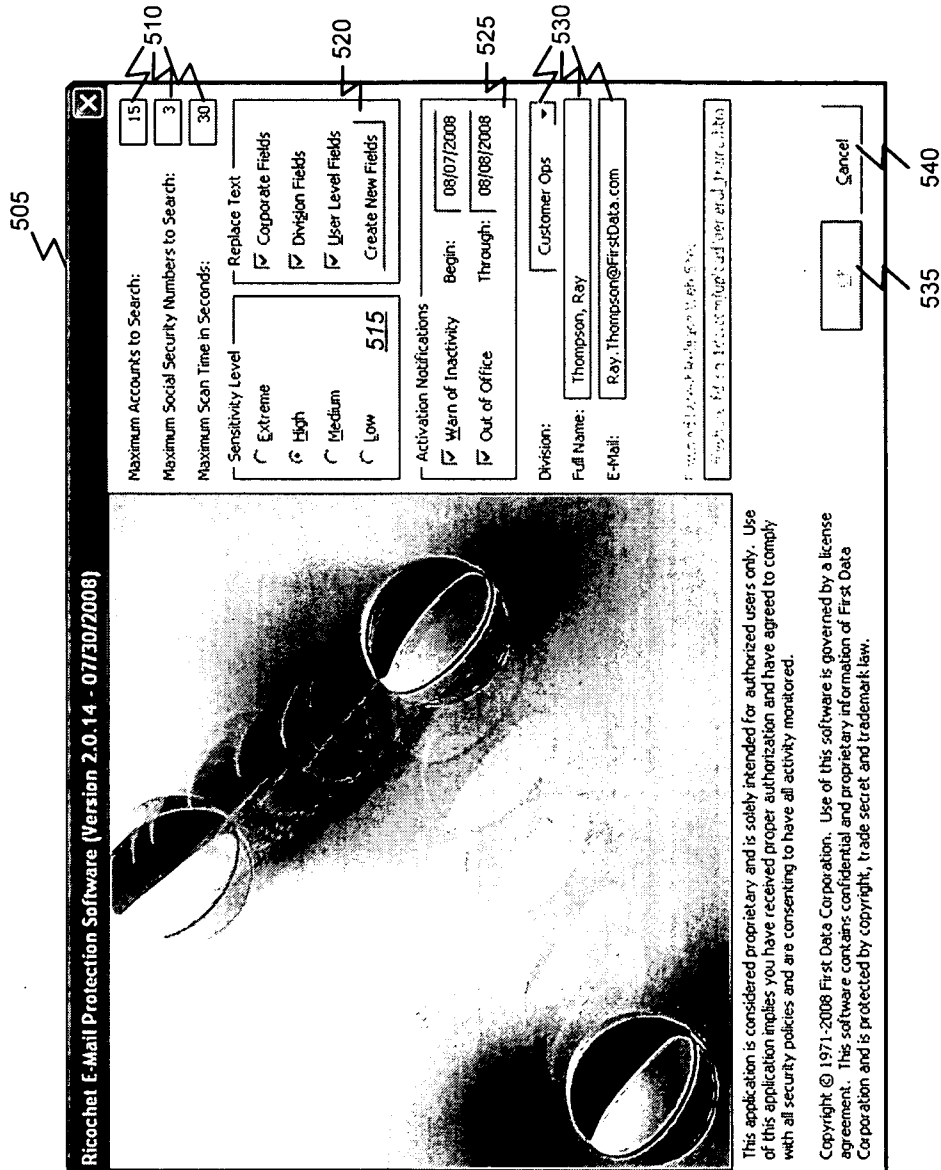 505
Ricochet E-Mail Protection Software (Version 2.0.14 - 07/30/2008)
Maximum Accounts to Search: 15
Maximum Social Security Numbers to Search: 3
Maximum Scan Time in Seconds: 30
510
Sensitivity Level
Extreme
High
Medium
Low
515
Replace Text
Corporate Fields
Division Fields
User Level Fields
Create New Fields
520
Activation Notifications
Warn of Inactivity Begin: 08/07/2008
Out of Office Through: 08/08/2008
525
Division: Customer Ops
Full Name: Thompson, Ray
E-Mail: Ray.Thompson@FirstData.com
530
This application is considered proprietary and is solely intended for authorized users only. Use
of this application implies you have received proper authorization and have agreed to comply
with all security policies and are consenting to have all activity monitored.
Copyright © 1971-2008 First Data Corporation. Use of this software is governed by a license
agreement. This software contains confidential and proprietary information of First Data
Corporation and is protected by copyright, trade secret and trademark law.
Cancel
535
540